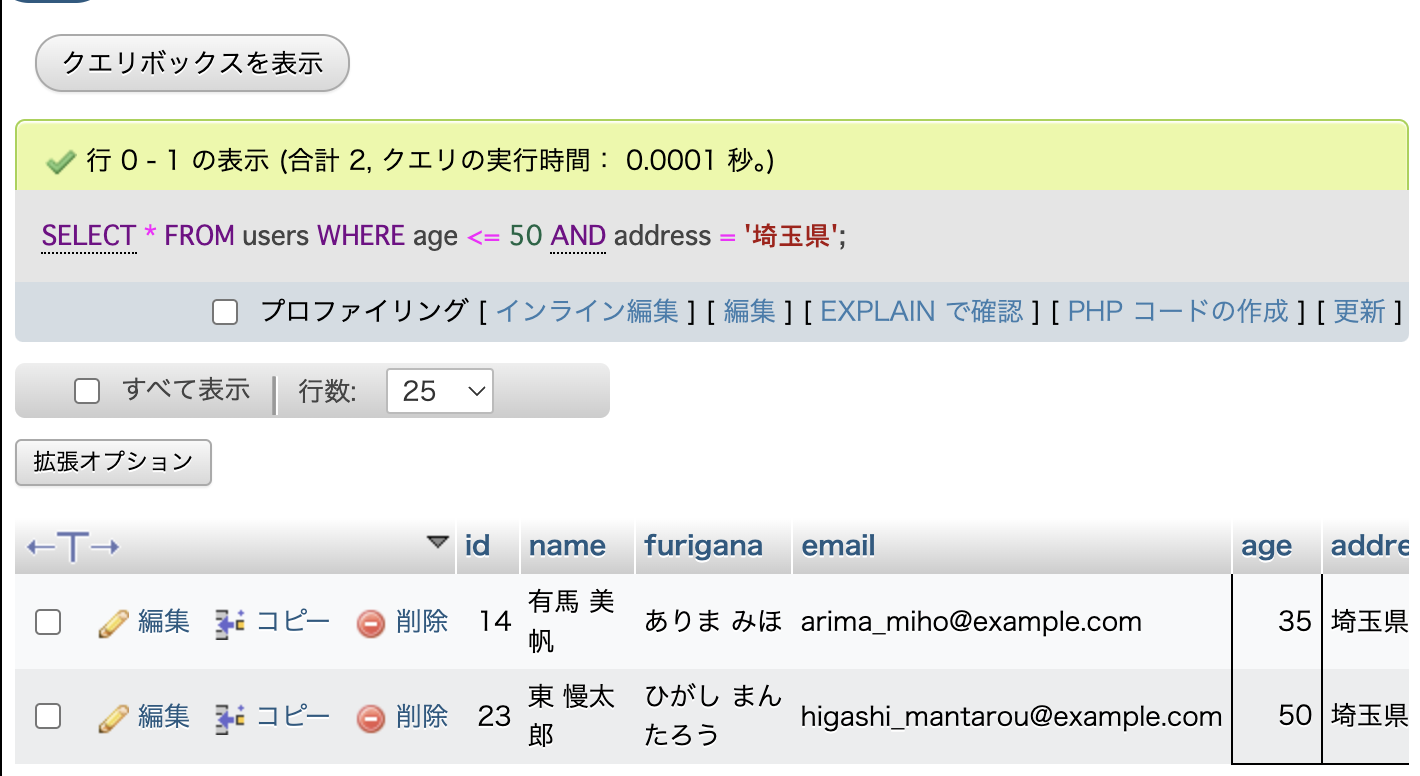 クエリボックスを表示
行 0 - 1 の表示 (合計 2, クエリの実行時間： 0.0001 秒。)
SELECT * FROM users WHERE age <= 50 AND address = '埼玉県';
プロファイリング [ インライン編集 ] [ 編集 ] [ EXPLAIN で確認 ] [ PHP コードの作成 ] [ 更新 ]
すべて表示 | 行数: 25
拡張オプション
←T→ id name furigana email age addre
編集 コピー 削除 14 有馬 美帆 ありま みほ arima_miho@example.com 35 埼玉県
編集 コピー 削除 23 東 慢太郎 ひがし まんたろう higashi_mantarou@example.com 50 埼玉県